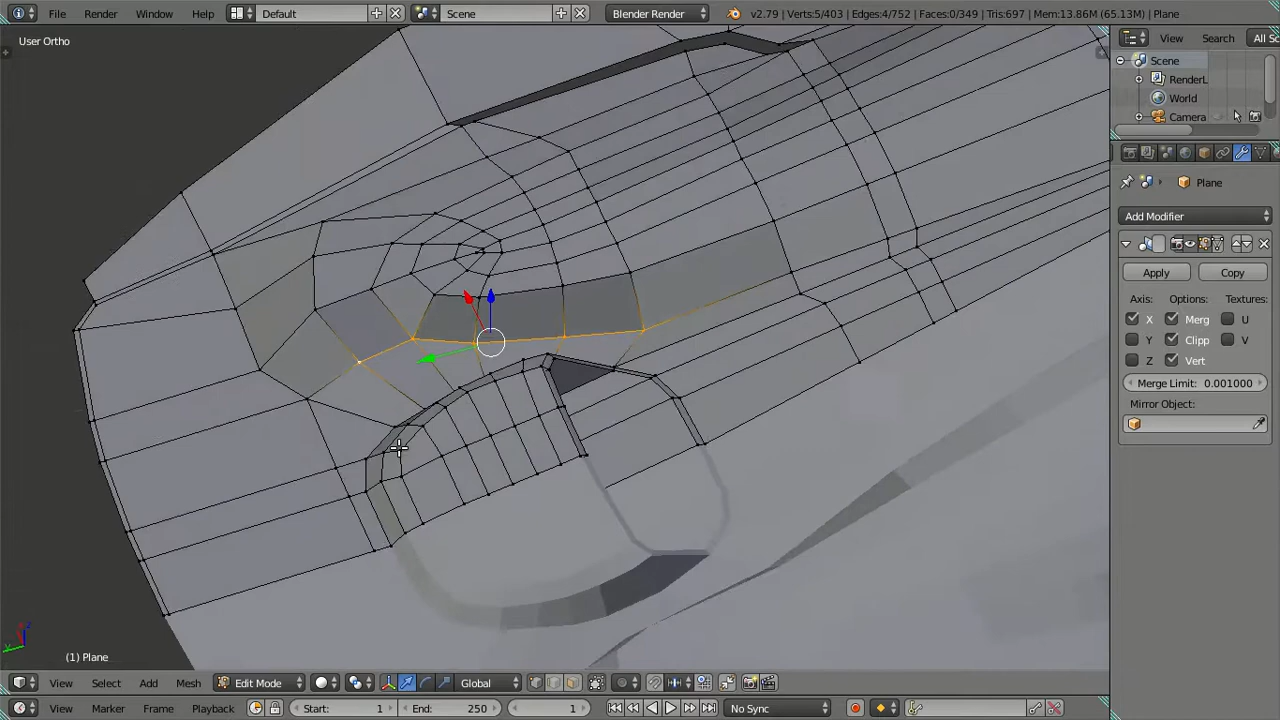 File Render Window Help Default Scene Blender Render v2.79 | Verts:5/403 | Edges:4/752 | Faces:0/349 | Tris:697 | Mem:13.86M (65.13M) | Plane
User Ortho
View Search All Sc
Scene
RenderL
World
Camera
Plane
Add Modifier
Apply Copy
Axis: Options: Textures:
X Merg U
Y Clipp V
Z Vert
Merge Limit: 0.001000
Mirror Object:
(1) Plane
View Select Add Mesh Edit Mode Global
View Marker Frame Playback Start: 1 End: 250 1 No Sync